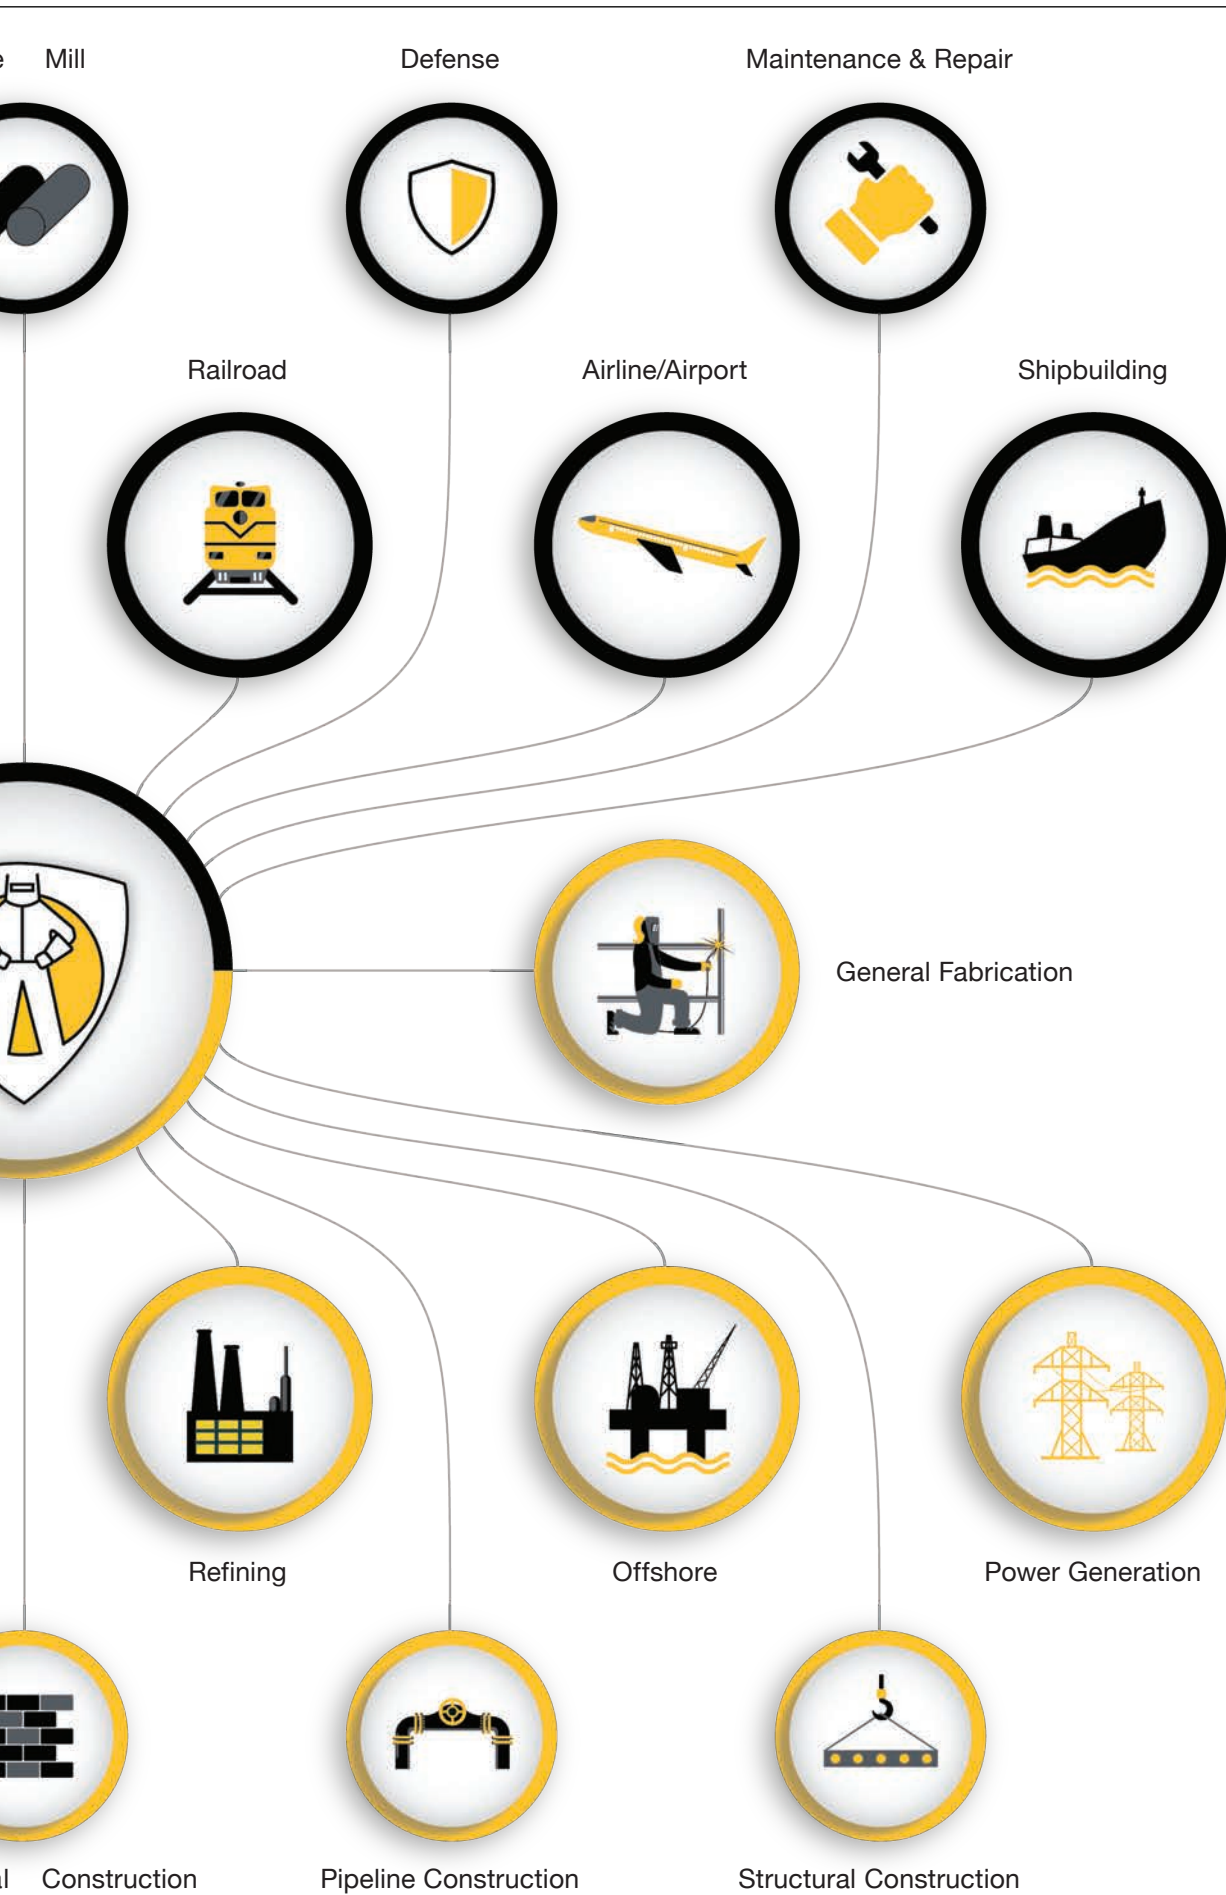 Mill
Defense
Maintenance & Repair
Railroad
Airline/Airport
Shipbuilding
General Fabrication
Refining
Offshore
Power Generation
Construction
Pipeline Construction
Structural Construction